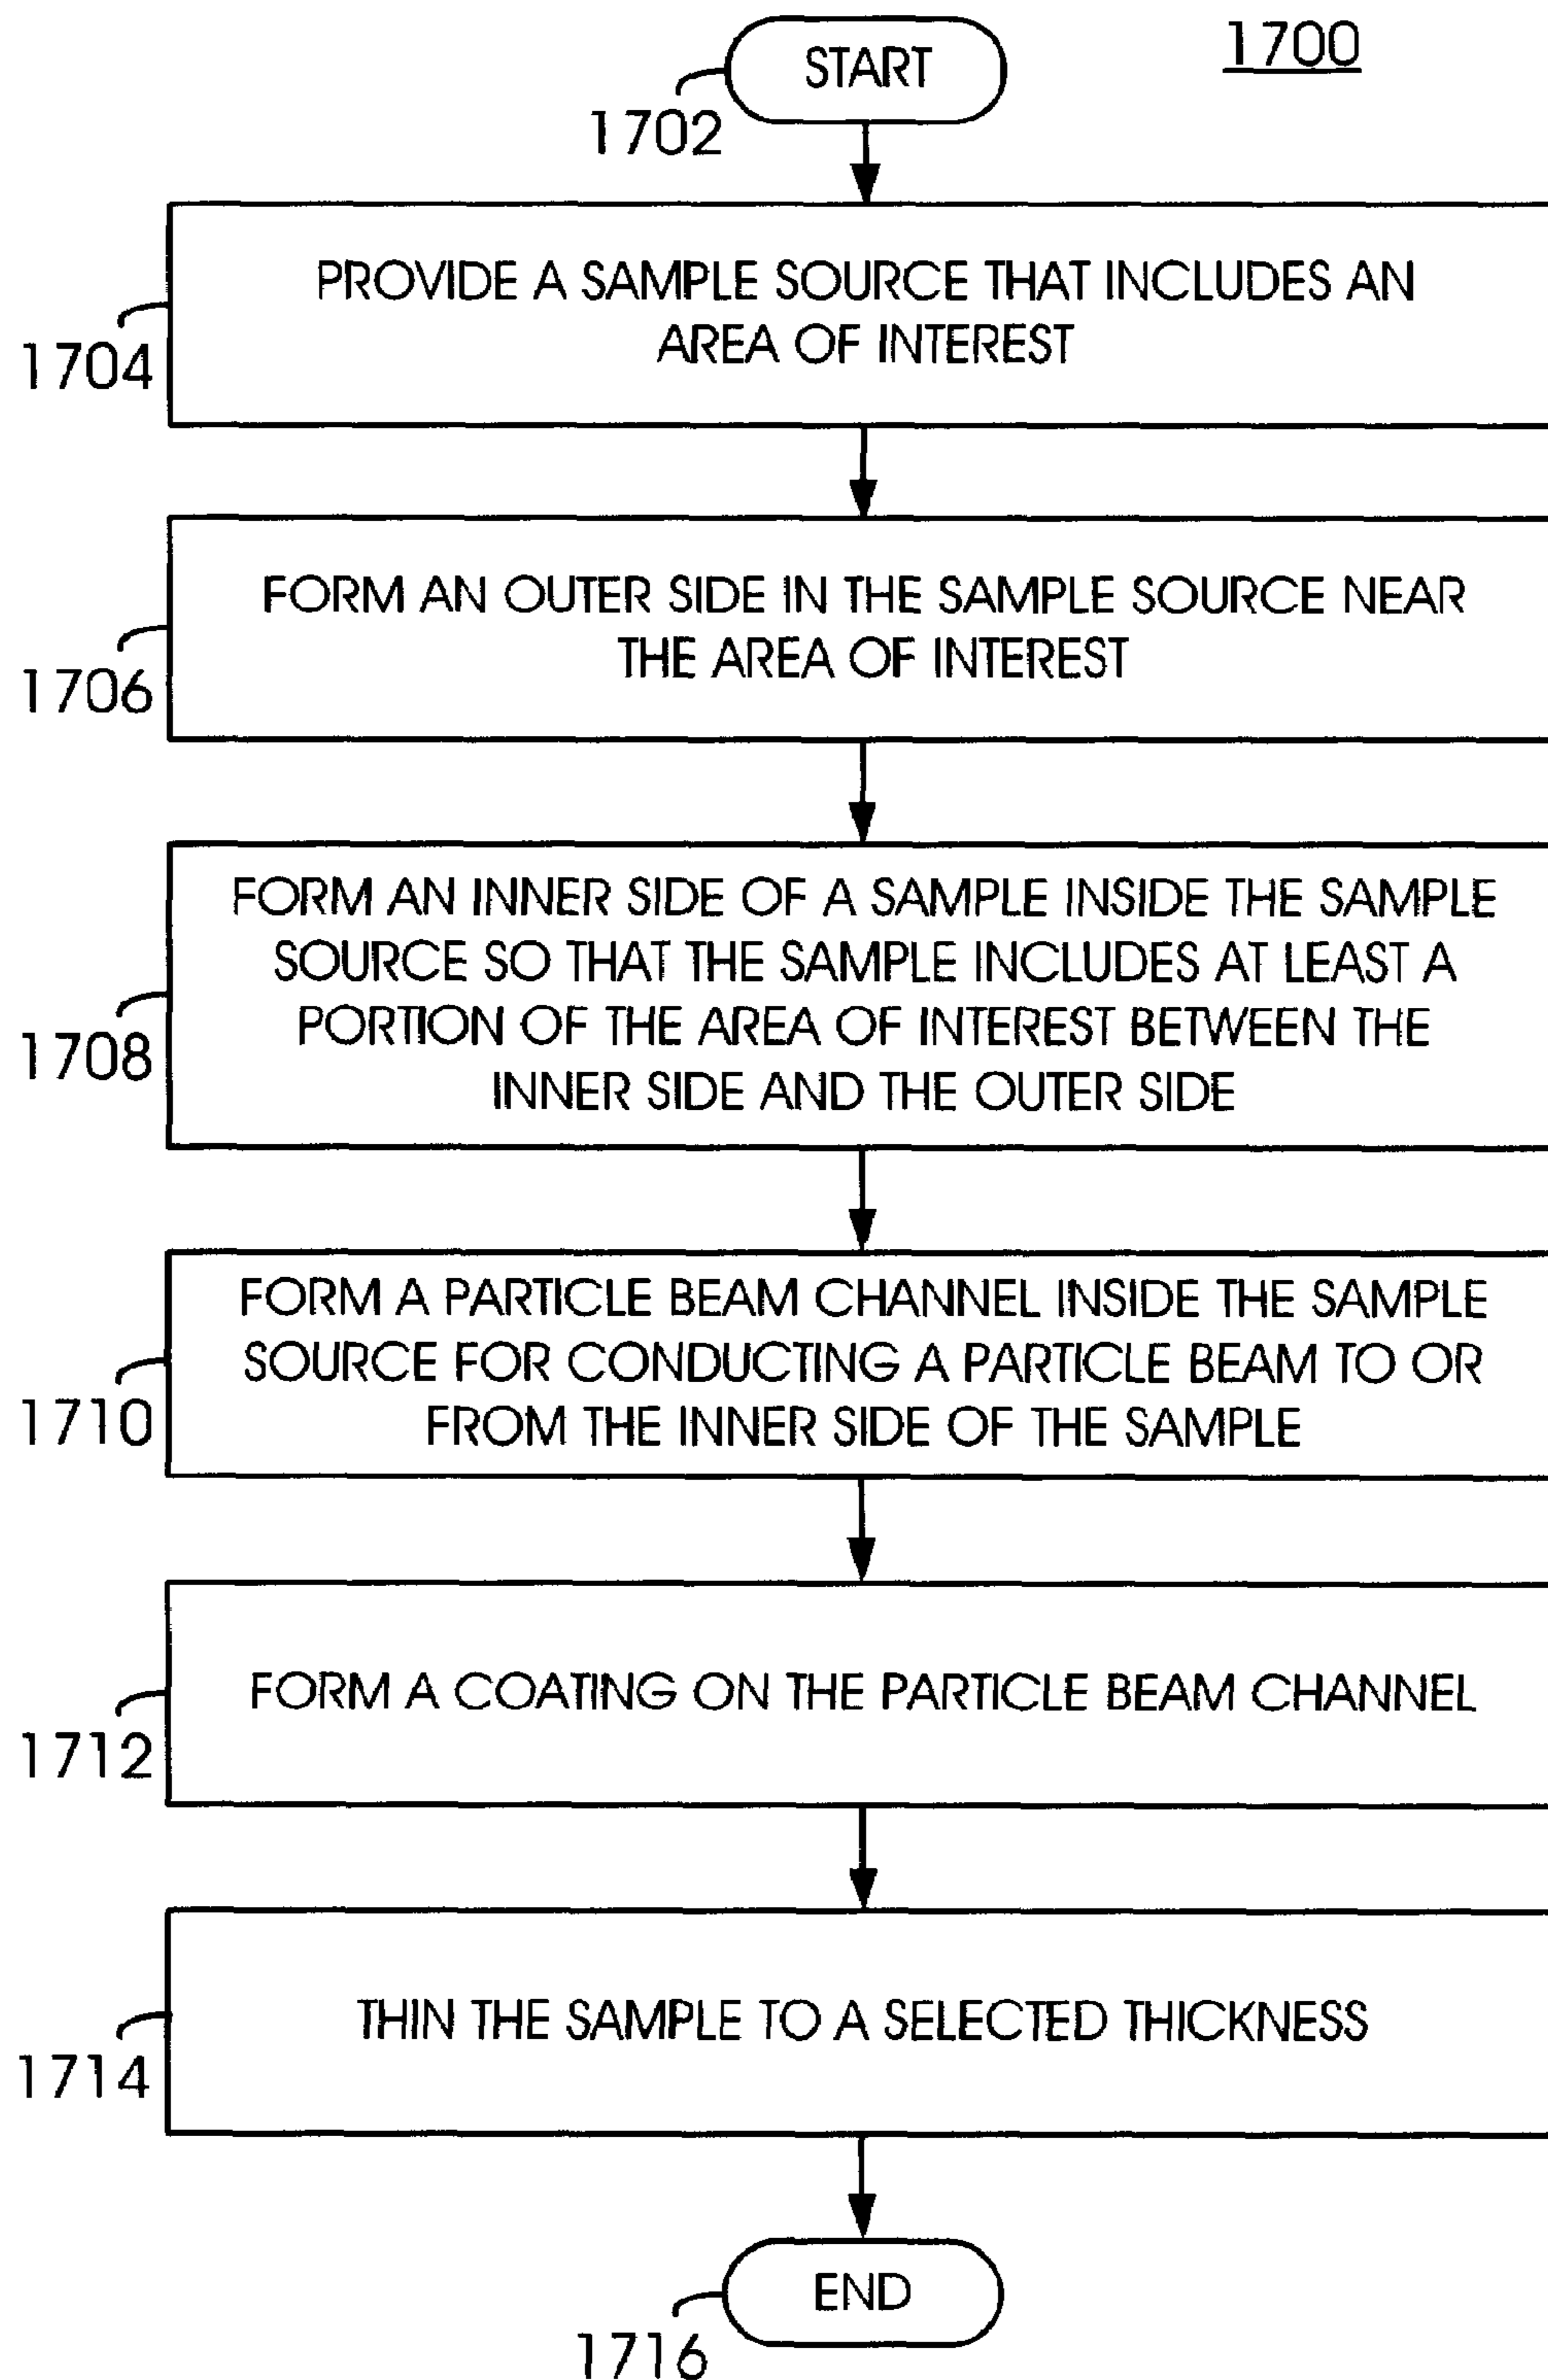 1700
START
1702
PROVIDE A SAMPLE SOURCE THAT INCLUDES AN
AREA OF INTEREST
1704
FORM AN OUTER SIDE IN THE SAMPLE SOURCE NEAR
THE AREA OF INTEREST
1706
FORM AN INNER SIDE OF A SAMPLE INSIDE THE SAMPLE
SOURCE SO THAT THE SAMPLE INCLUDES AT LEAST A
PORTION OF THE AREA OF INTEREST BETWEEN THE
INNER SIDE AND THE OUTER SIDE
1708
FORM A PARTICLE BEAM CHANNEL INSIDE THE SAMPLE
SOURCE FOR CONDUCTING A PARTICLE BEAM TO OR
FROM THE INNER SIDE OF THE SAMPLE
1710
FORM A COATING ON THE PARTICLE BEAM CHANNEL
1712
THIN THE SAMPLE TO A SELECTED THICKNESS
1714
END
1716